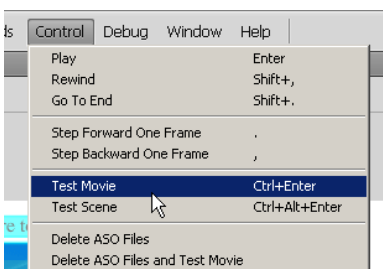 Control Debug Window Help
Play Enter
Rewind Shift+,
Go To End Shift+.
Step Forward One Frame .
Step Backward One Frame ,
Test Movie Ctrl+Enter
Test Scene Ctrl+Alt+Enter
Delete ASO Files
Delete ASO Files and Test Movie